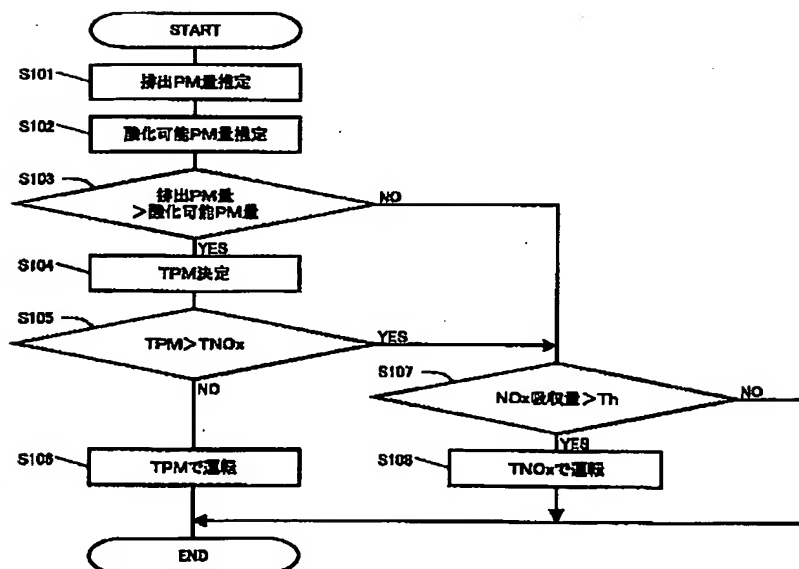 START
S101
排出PM量推定
S102
酸化可能PM量推定
S103
排出PM量
>酸化可能PM量
NO
YES
S104
TPM決定
S105
TPM>TNOx
YES
NO
S107
NOx吸収量>Th
NO
YES
S106
TPMで運転
S108
TNOxで運転
END